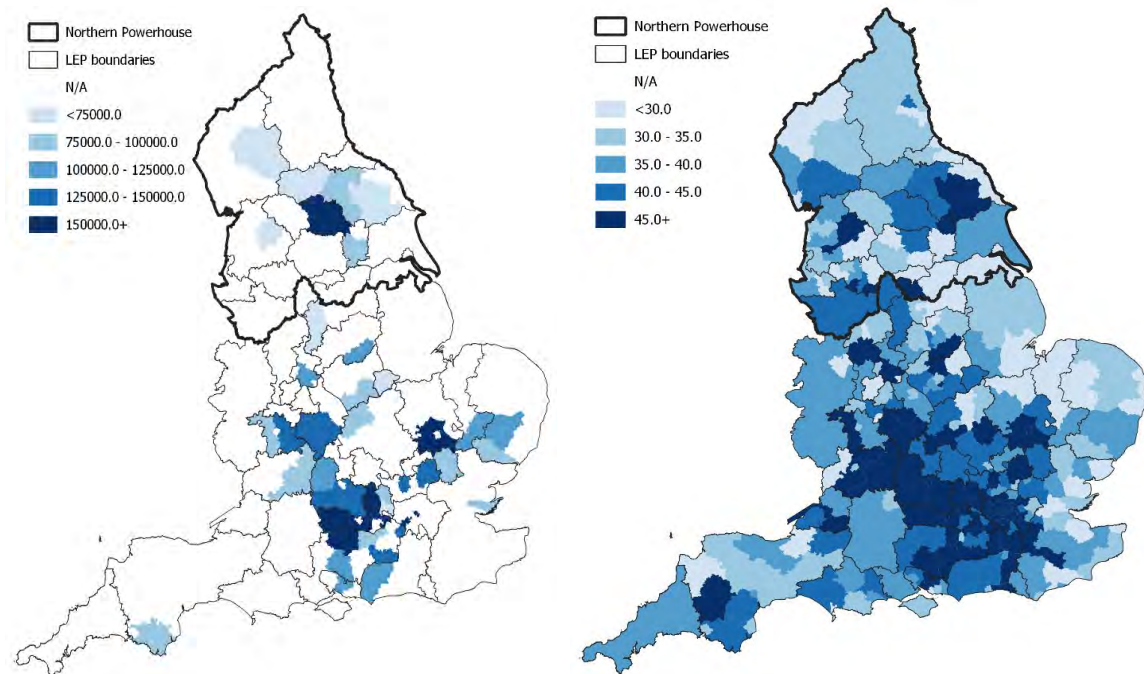 Northern Powerhouse
LEP boundaries
N/A
<75000.0
75000.0 - 100000.0
100000.0 - 125000.0
125000.0 - 150000.0
150000.0+
Northern Powerhouse
LEP boundaries
N/A
<30.0
30.0 - 35.0
35.0 - 40.0
40.0 - 45.0
45.0+